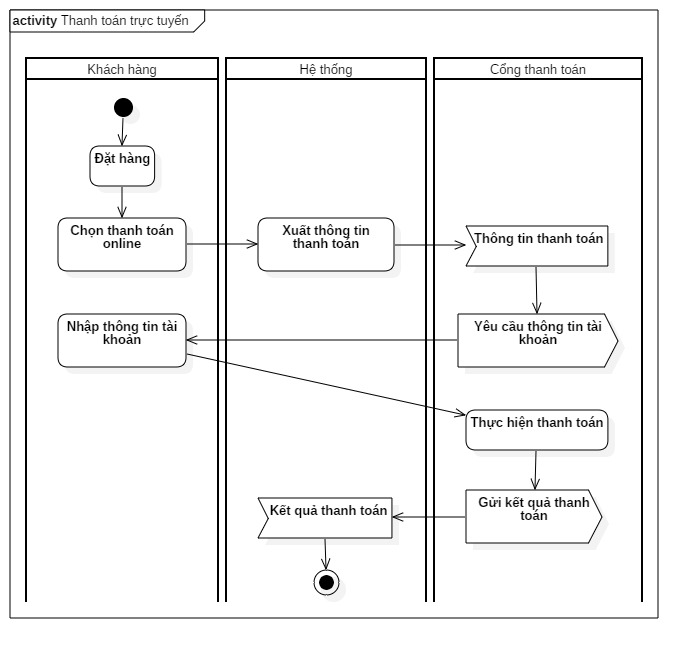 activity Thanh toán trực tuyến
Khách hàng
Hệ thống
Cổng thanh toán
Đặt hàng
Chọn thanh toán
online
Xuất thông tin
thanh toán
Thông tin thanh toán
Nhập thông tin tài
khoản
Yêu cầu thông tin tài
khoản
Thực hiện thanh toán
Gửi kết quả thanh
toán
Kết quả thanh toán